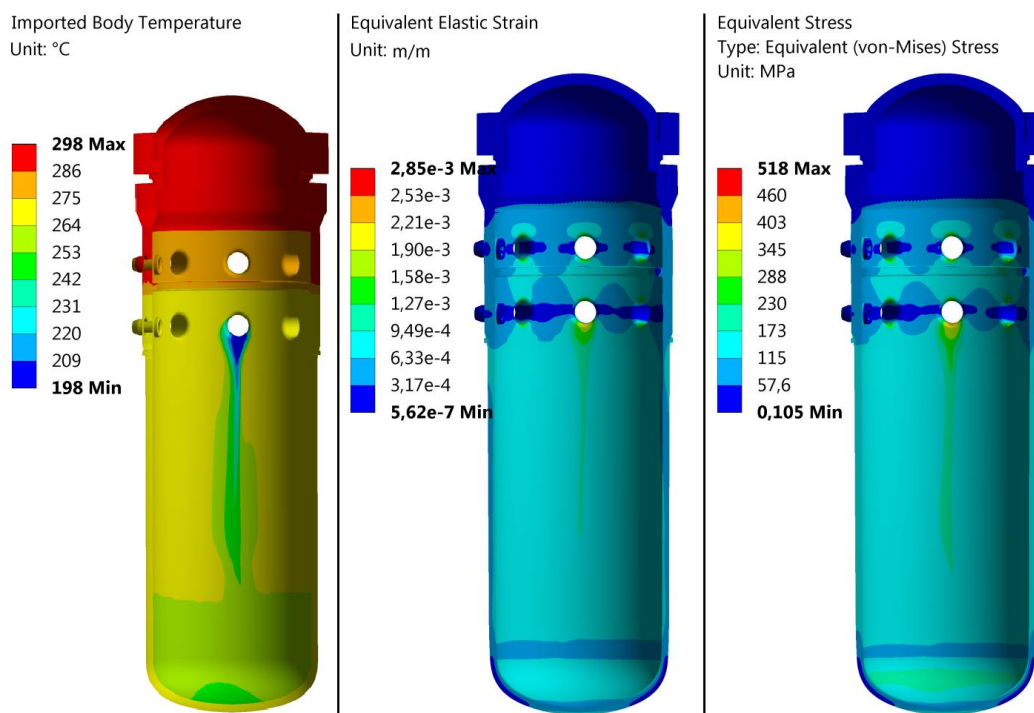 Imported Body Temperature
Unit: °C
298 Max
286
275
264
253
242
231
220
209
198 Min
Equivalent Elastic Strain
Unit: m/m
2,85e-3 Max
2,53e-3
2,21e-3
1,90e-3
1,58e-3
1,27e-3
9,49e-4
6,33e-4
3,17e-4
5,62e-7 Min
Equivalent Stress
Type: Equivalent (von-Mises) Stress
Unit: MPa
518 Max
460
403
345
288
230
173
115
57,6
0,105 Min